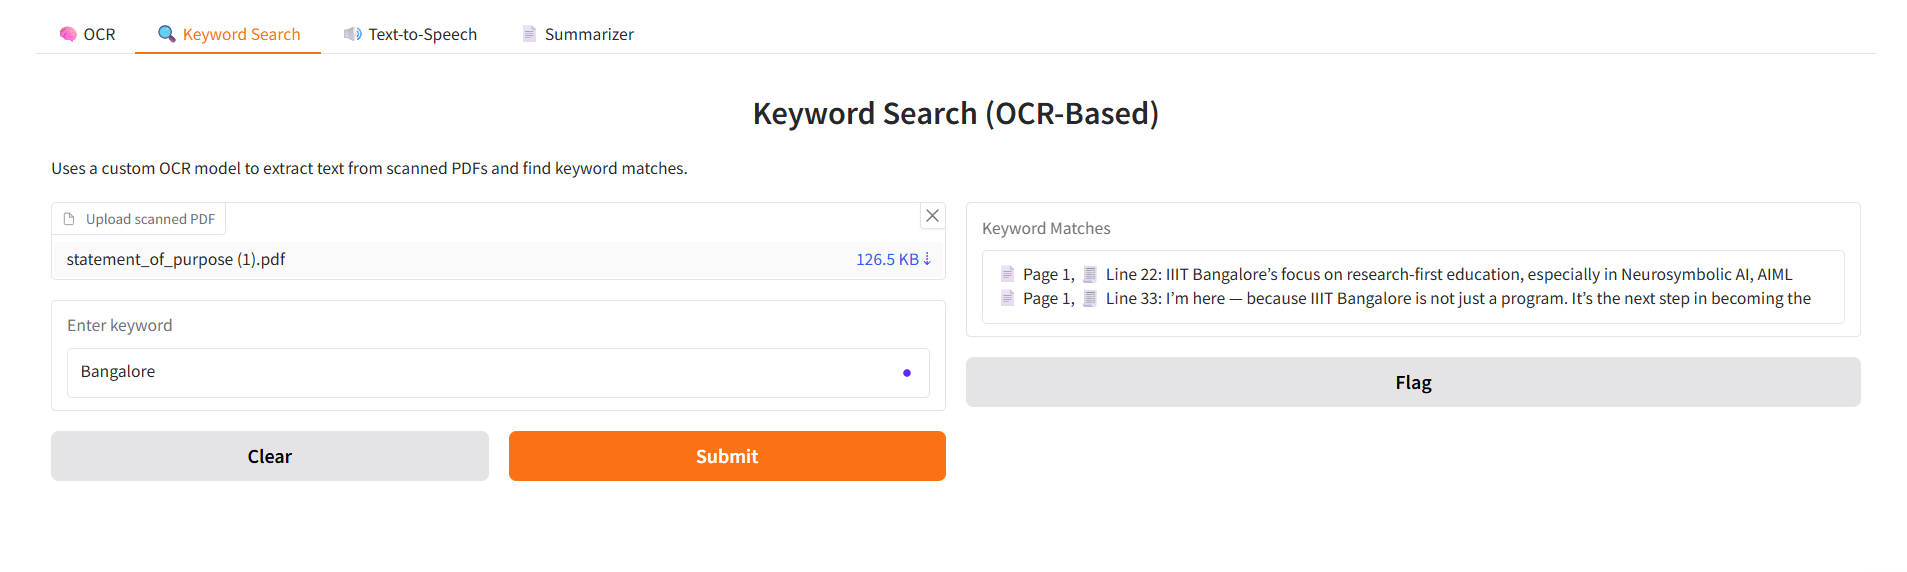 OCR
Keyword Search
Text-to-Speech
Summarizer
Keyword Search (OCR-Based)
Uses a custom OCR model to extract text from scanned PDFs and find keyword matches.
Upload scanned PDF
statement_of_purpose (1).pdf
126.5 KB ⇣
Enter keyword
Bangalore
Clear
Submit
Keyword Matches
Page 1, Line 22: IIIT Bangalore’s focus on research-first education, especially in Neurosymbolic AI, AIML
Page 1, Line 33: I’m here — because IIIT Bangalore is not just a program. It’s the next step in becoming the
Flag